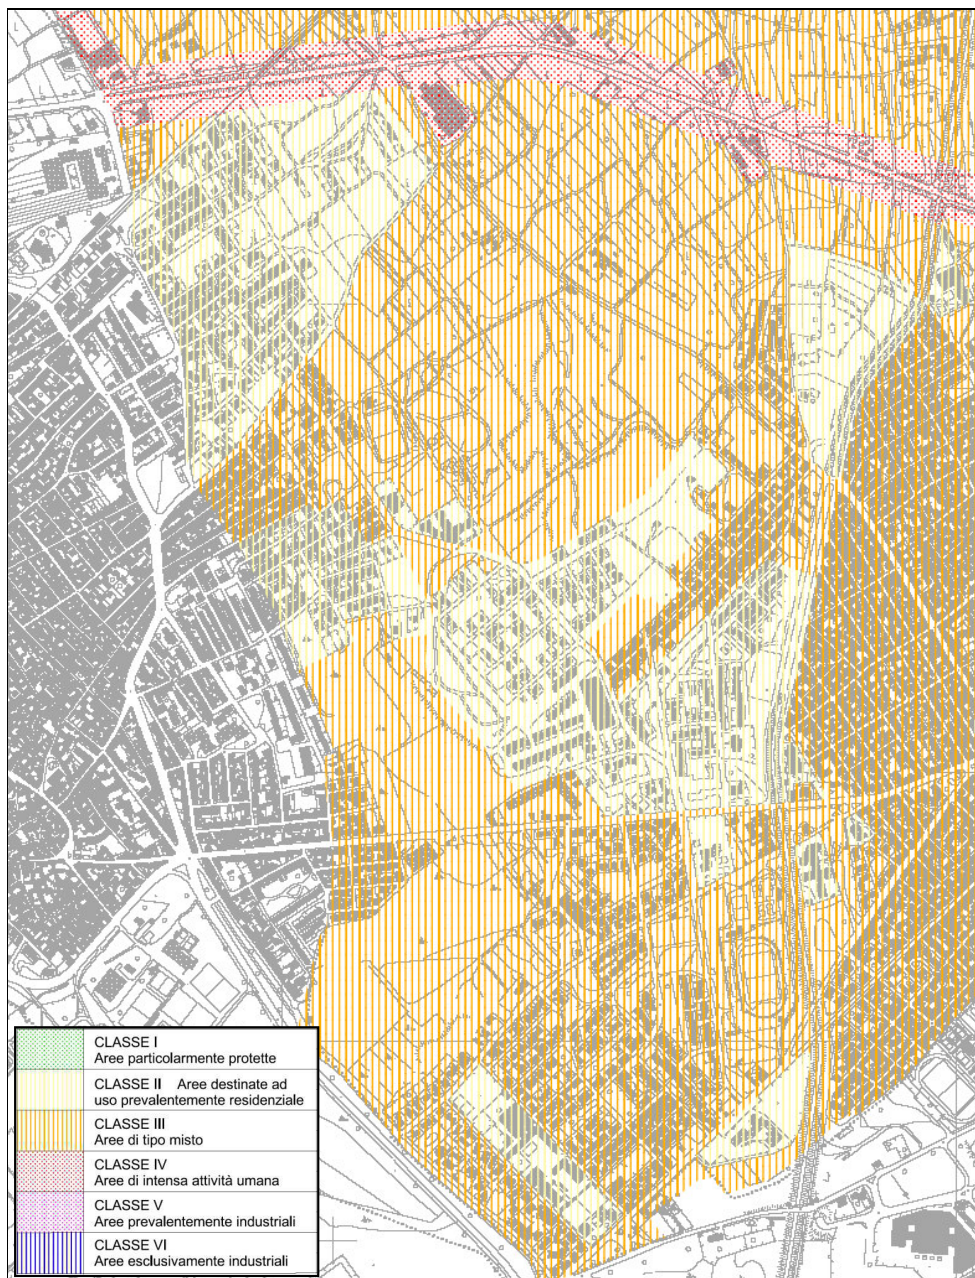 CLASSE I
Aree particolarmente protette
CLASSE II Aree destinate ad
uso prevalentemente residenziale
CLASSE III
Aree di tipo misto
CLASSE IV
Aree di intensa attività umana
CLASSE V
Aree prevalentemente industriali
CLASSE VI
Aree esclusivamente industriali